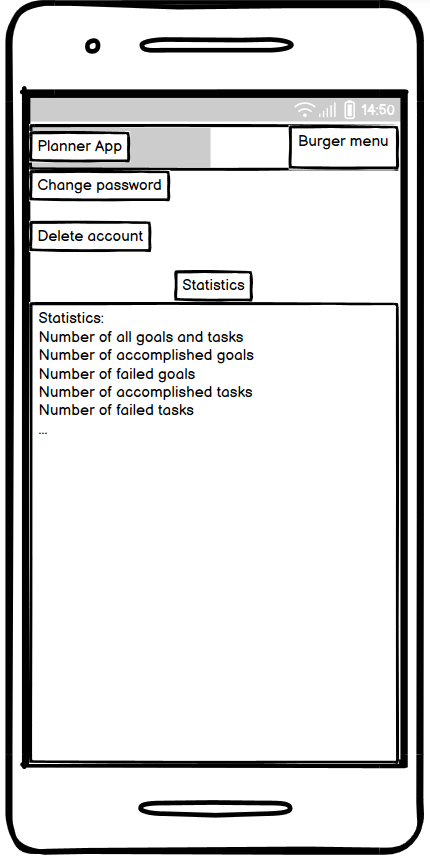 14:50
Planner App
Burger menu
Change password
Delete account
Statistics
Statistics:
Number of all goals and tasks
Number of accomplished goals
Number of failed goals
Number of accomplished tasks
Number of failed tasks
...